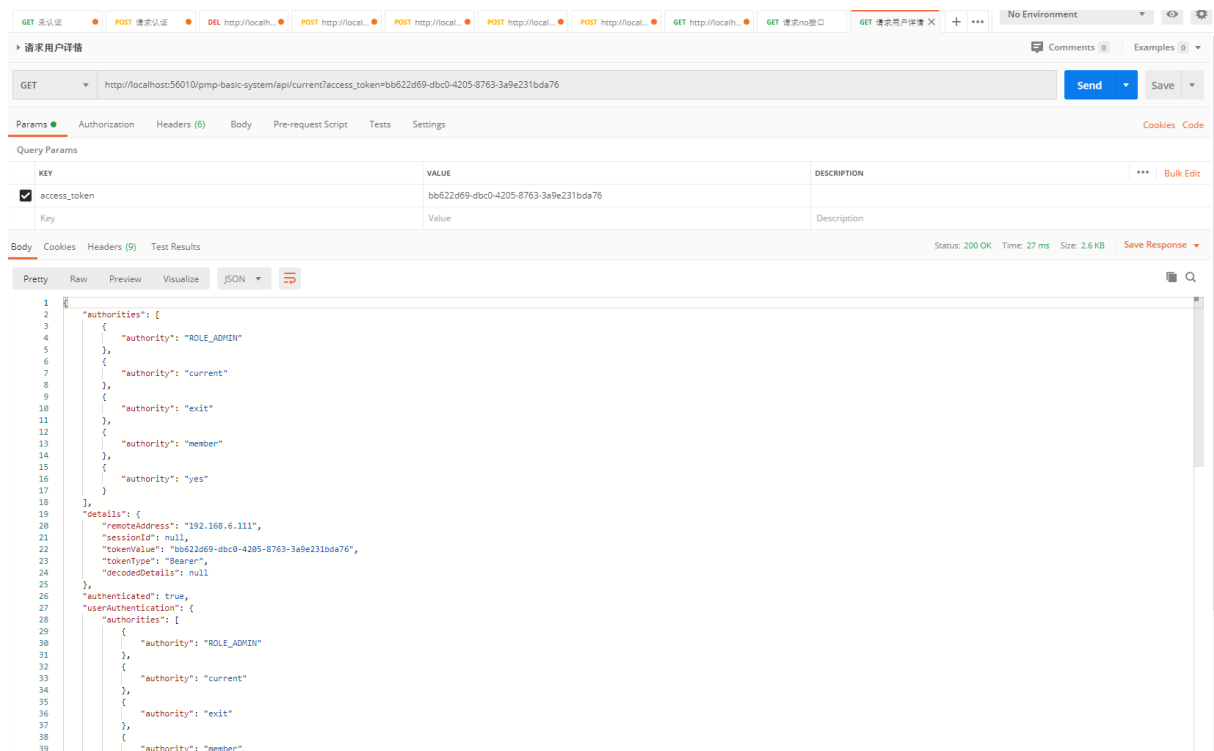 GET 未认证 POST 请求认证 DEL http://localh... POST http://local... POST http://local... POST http://local... POST http://local... GET http://localh... GET 请求no接口 GET 请求用户详情 × + ••• No Environment
请求用户详情 Comments 0 Examples 0
GET http://localhost:56010/pmp-basic-system/api/current?access_token=bb622d69-dbc0-4205-8763-3a9e231bda76 Send Save
Params Authorization Headers (6) Body Pre-request Script Tests Settings Cookies Code
Query Params
KEY VALUE DESCRIPTION ••• Bulk Edit
access_token bb622d69-dbc0-4205-8763-3a9e231bda76
Key Value Description
Body Cookies Headers (9) Test Results Status: 200 OK Time: 27 ms Size: 2.6 KB Save Response
Pretty Raw Preview Visualize JSON
1 {
2 "authorities": [
3 {
4 "authority": "ROLE_ADMIN"
5 },
6 {
7 "authority": "current"
8 },
9 {
10 "authority": "exit"
11 },
12 {
13 "authority": "member"
14 },
15 {
16 "authority": "yes"
17 }
18 ],
19 "details": {
20 "remoteAddress": "192.168.6.111",
21 "sessionId": null,
22 "tokenValue": "bb622d69-dbc0-4205-8763-3a9e231bda76",
23 "tokenType": "Bearer",
24 "decodedDetails": null
25 },
26 "authenticated": true,
27 "userAuthentication": {
28 "authorities": [
29 {
30 "authority": "ROLE_ADMIN"
31 },
32 {
33 "authority": "current"
34 },
35 {
36 "authority": "exit"
37 },
38 {
39 "authority": "member"